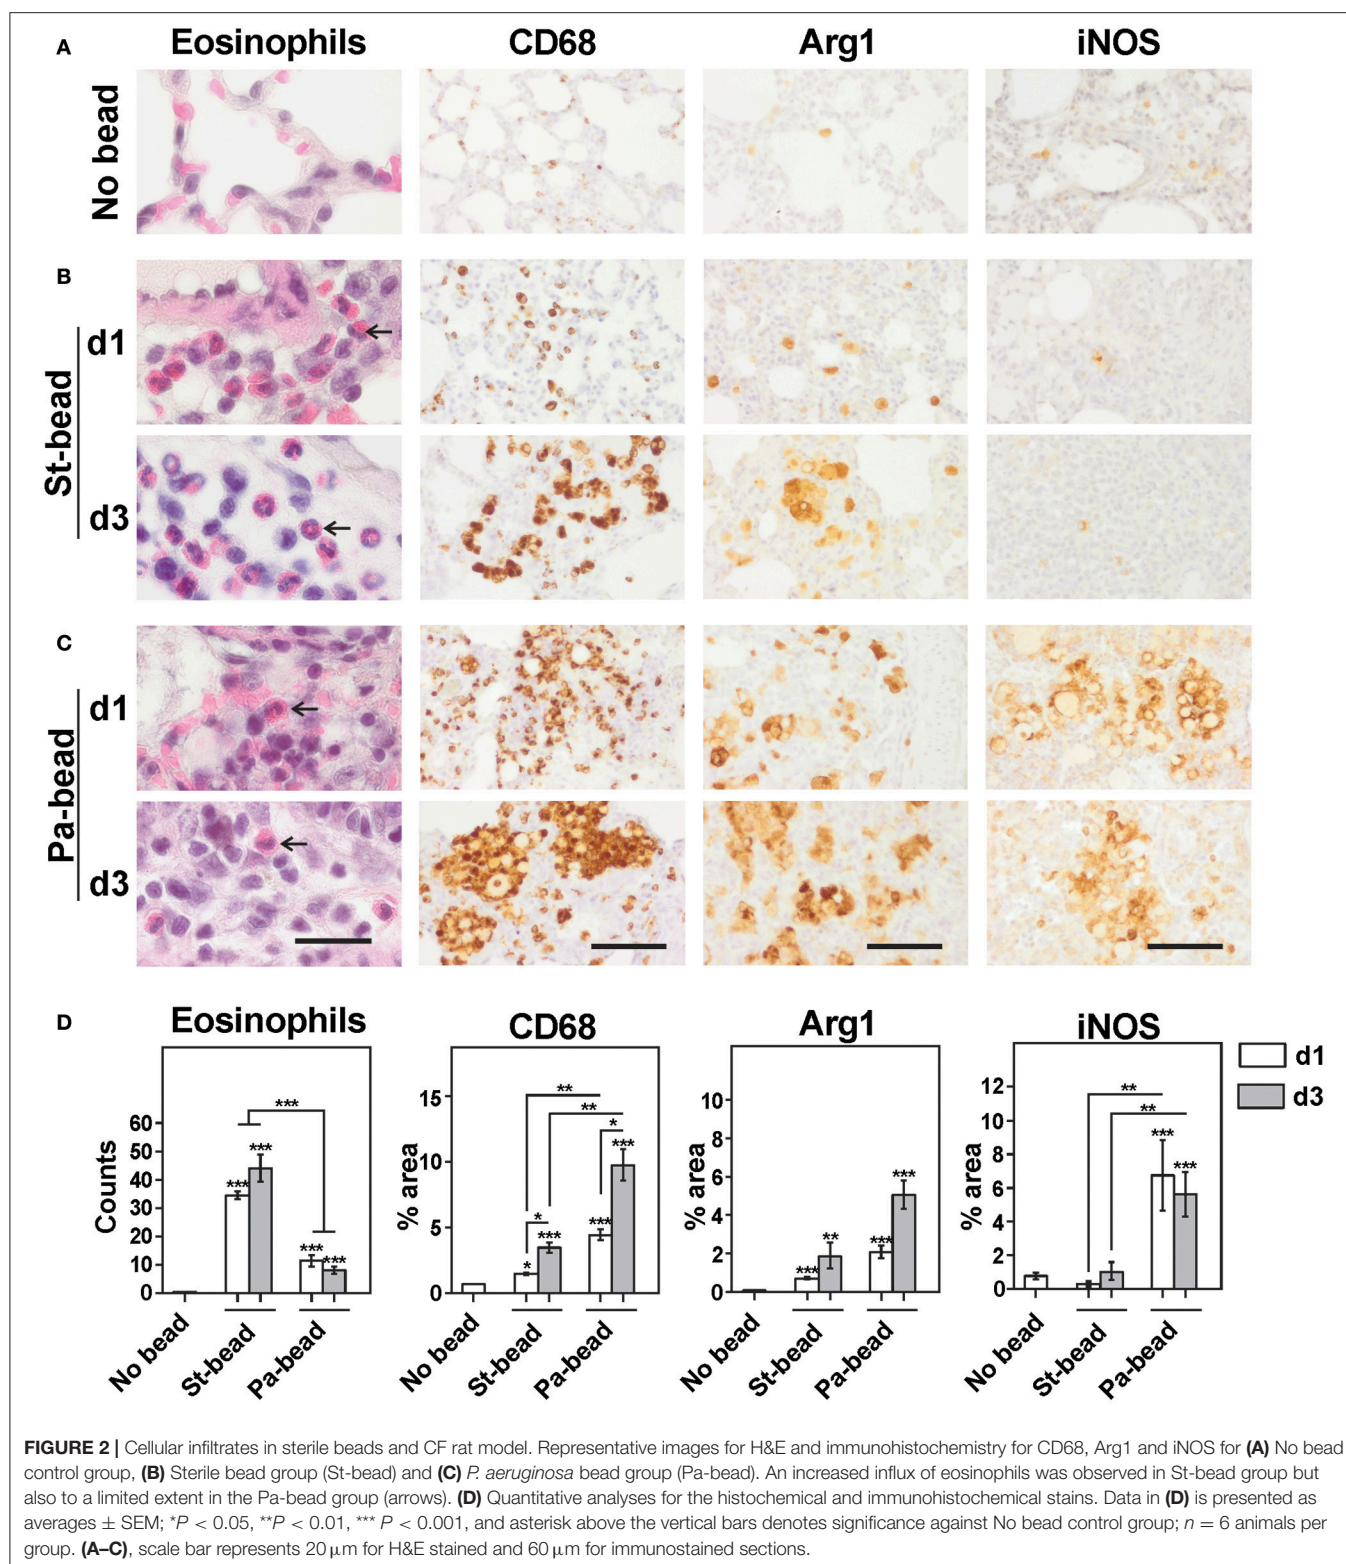 A
Eosinophils CD68 Arg1 iNOS
No bead
B
St-bead
d1
d3
C
Pa-bead
d1
d3
D
Eosinophils
Counts
60
50
40
30
20
10
0
***
***
***
***
***
No bead
St-bead
Pa-bead
CD68
% area
15
10
5
0
**
**
*
***
*
***
***
*
No bead
St-bead
Pa-bead
Arg1
% area
10
8
6
4
2
0
***
**
***
***
No bead
St-bead
Pa-bead
iNOS
% area
12
10
8
6
4
2
0
**
**
***
***
No bead
St-bead
Pa-bead
d1
d3
FIGURE 2 | Cellular infiltrates in sterile beads and CF rat model. Representative images for H&E and immunohistochemistry for CD68, Arg1 and iNOS for (A) No bead
control group, (B) Sterile bead group (St-bead) and (C) P. aeruginosa bead group (Pa-bead). An increased influx of eosinophils was observed in St-bead group but
also to a limited extent in the Pa-bead group (arrows). (D) Quantitative analyses for the histochemical and immunohistochemical stains. Data in (D) is presented as
averages ± SEM; *P < 0.05, **P < 0.01, *** P < 0.001, and asterisk above the vertical bars denotes significance against No bead control group; n = 6 animals per
group. (A–C), scale bar represents 20 μm for H&E stained and 60 μm for immunostained sections.